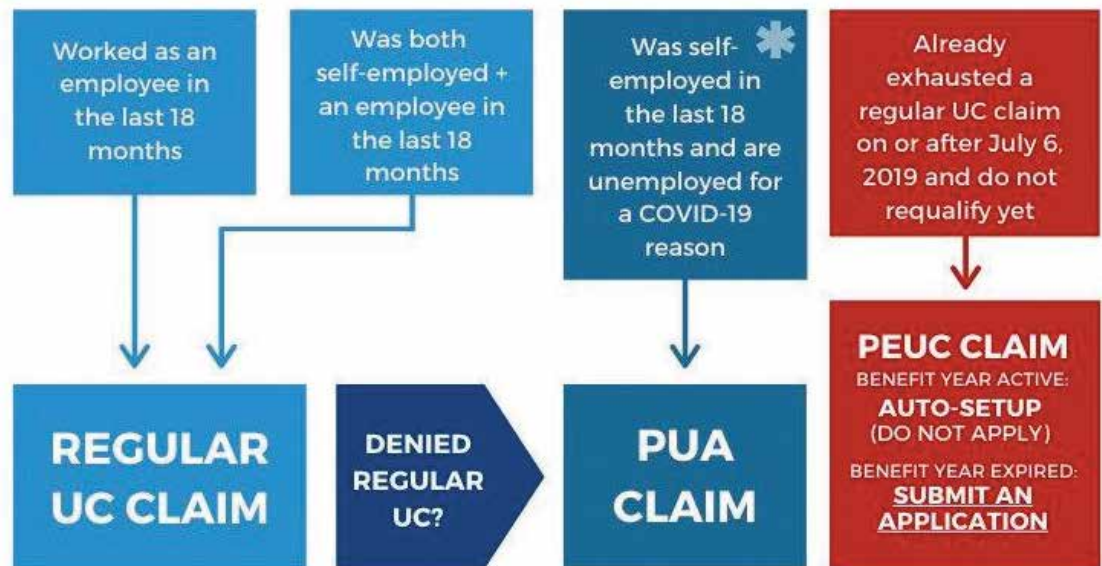 Worked as an
employee in
the last 18
months
Was both
self-employed +
an employee in
the last 18
months
Was self-
employed in
the last 18
months and are
unemployed for
a COVID-19
reason
Already
exhausted a
regular UC claim
on or after July 6,
2019 and do not
requalify yet
REGULAR
UC CLAIM
DENIED
REGULAR
UC?
PUA
CLAIM
PEUC CLAIM
BENEFIT YEAR ACTIVE:
AUTO-SETUP
(DO NOT APPLY)
BENEFIT YEAR EXPIRED:
SUBMIT AN
APPLICATION